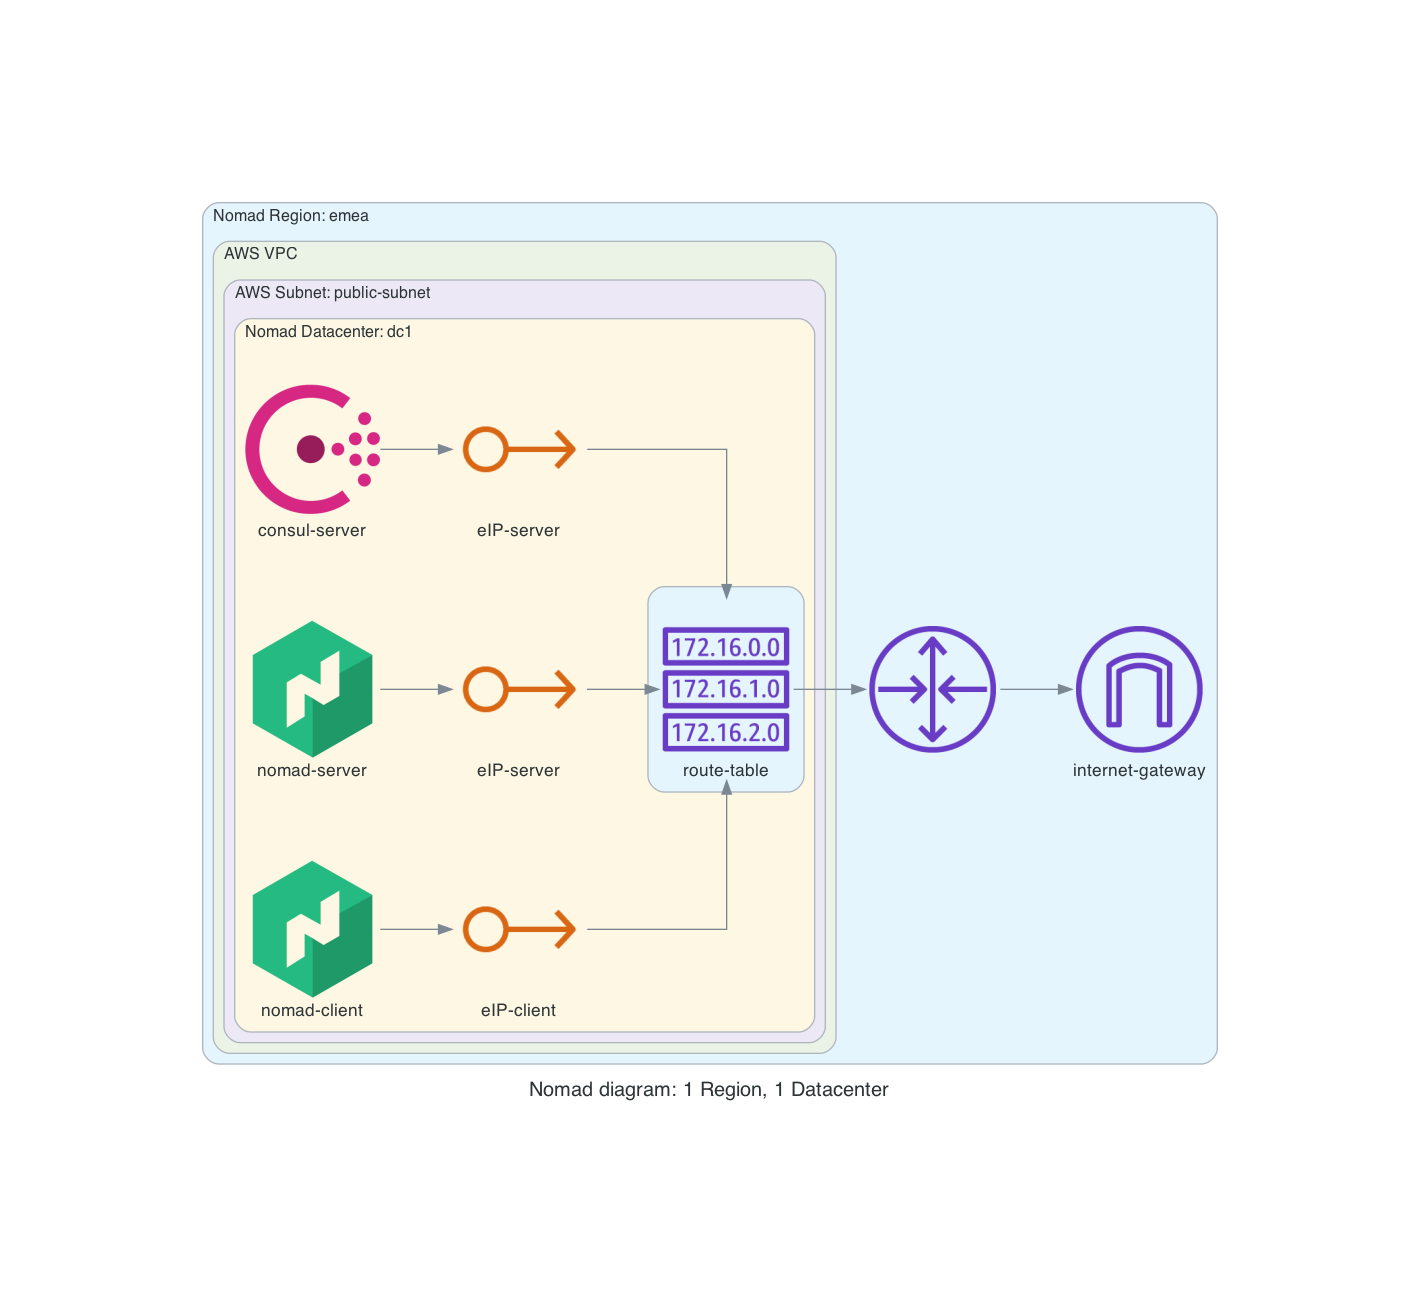 Nomad Region: emea
AWS VPC
AWS Subnet: public-subnet
Nomad Datacenter: dc1
consul-server
eIP-server
172.16.0.0
172.16.1.0
172.16.2.0
nomad-server
eIP-server
route-table
internet-gateway
nomad-client
eIP-client
Nomad diagram: 1 Region, 1 Datacenter